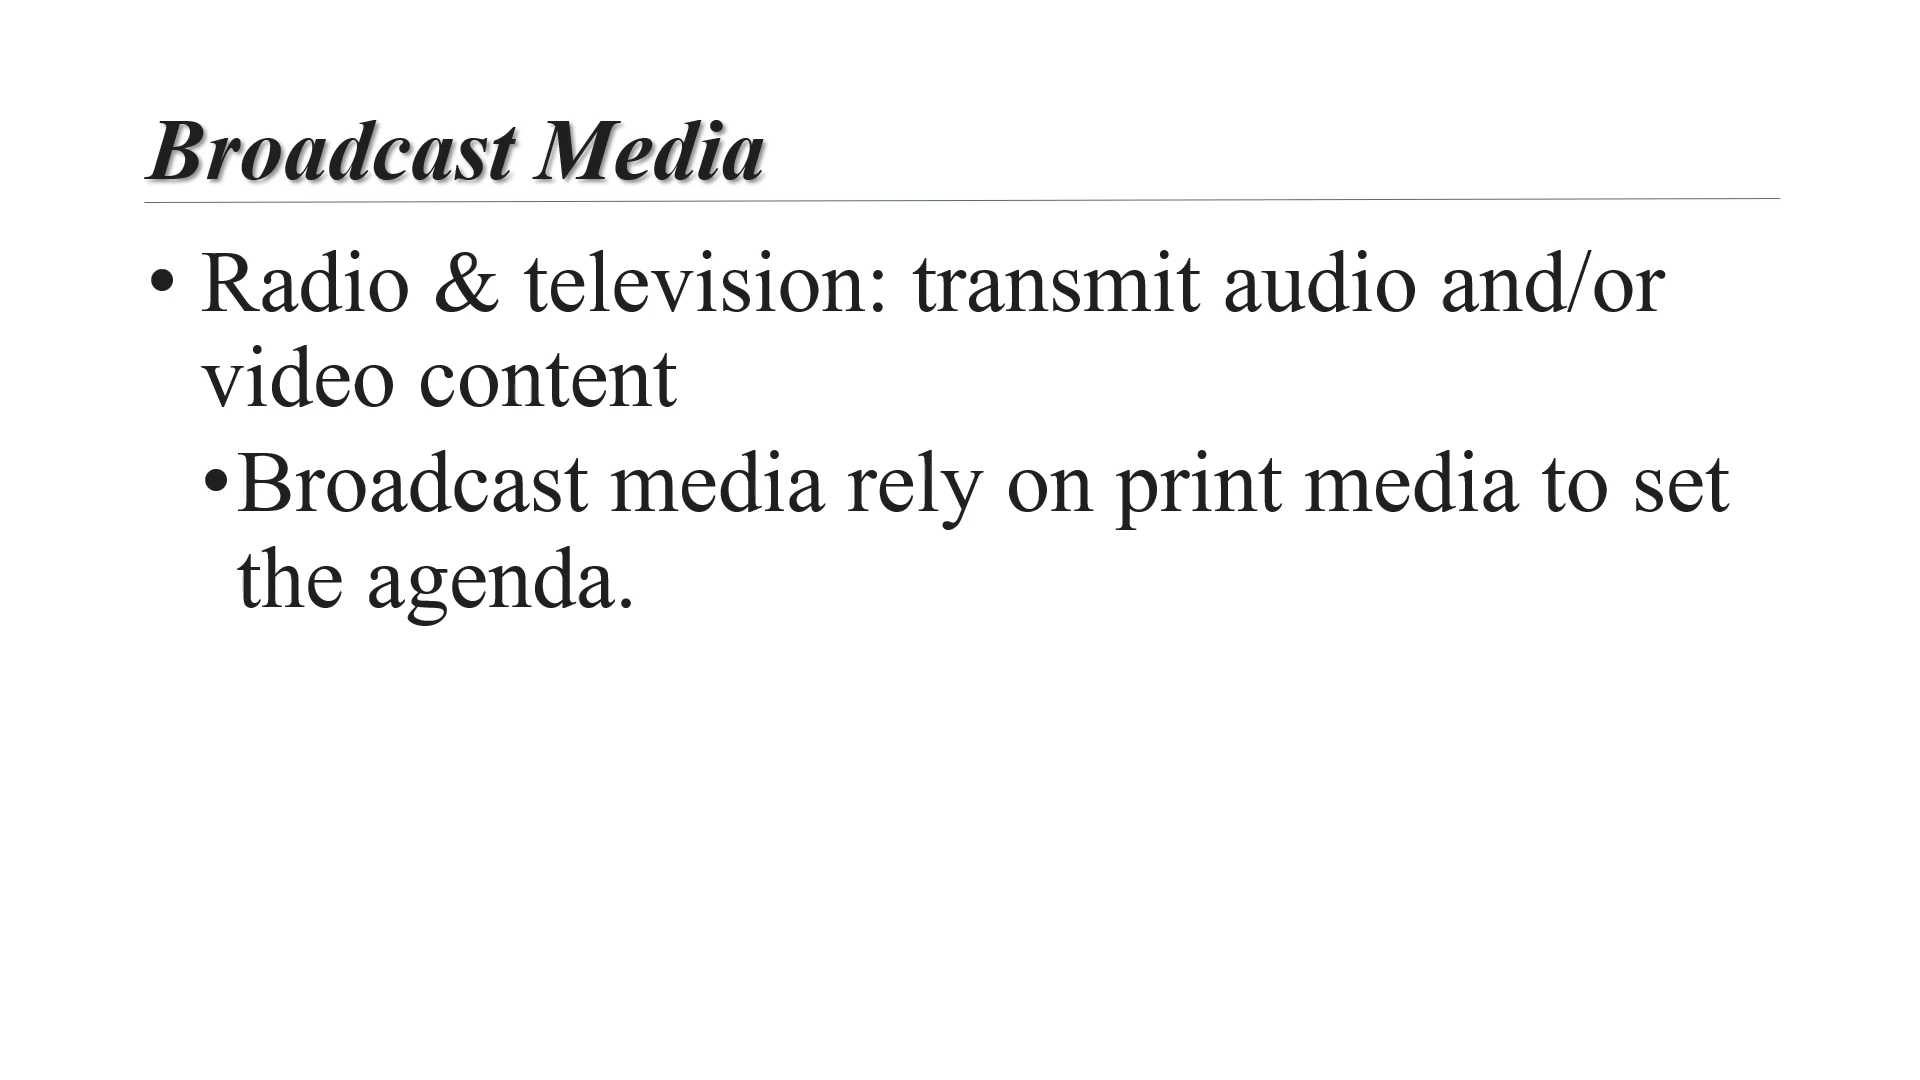 Broadcast Media
• Radio & television: transmit audio and/or
video content
•Broadcast media rely on print media to set
the agenda.